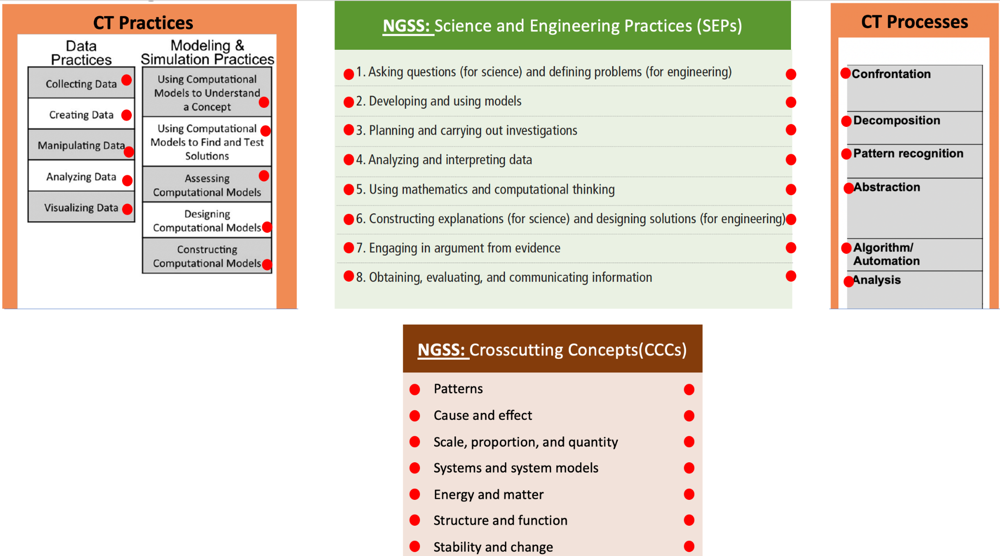 CT Practices
Data
Practices
Collecting Data
Creating Data
Manipulating Data
Analyzing Data
Visualizing Data
Modeling &
Simulation Practices
Using Computational
Models to Understand
a Concept
Using Computational
Models to Find and Test
Solutions
Assessing
Computational Models
Designing
Computational Models
Constructing
Computational Models
NGSS: Science and Engineering Practices (SEPs)
1. Asking questions (for science) and defining problems (for engineering)
2. Developing and using models
3. Planning and carrying out investigations
4. Analyzing and interpreting data
5. Using mathematics and computational thinking
6. Constructing explanations (for science) and designing solutions (for engineering)
7. Engaging in argument from evidence
8. Obtaining, evaluating, and communicating information
CT Processes
Confrontation
Decomposition
Pattern recognition
Abstraction
Algorithm/
Automation
Analysis
NGSS: Crosscutting Concepts(CCCs)
Patterns
Cause and effect
Scale, proportion, and quantity
Systems and system models
Energy and matter
Structure and function
Stability and change